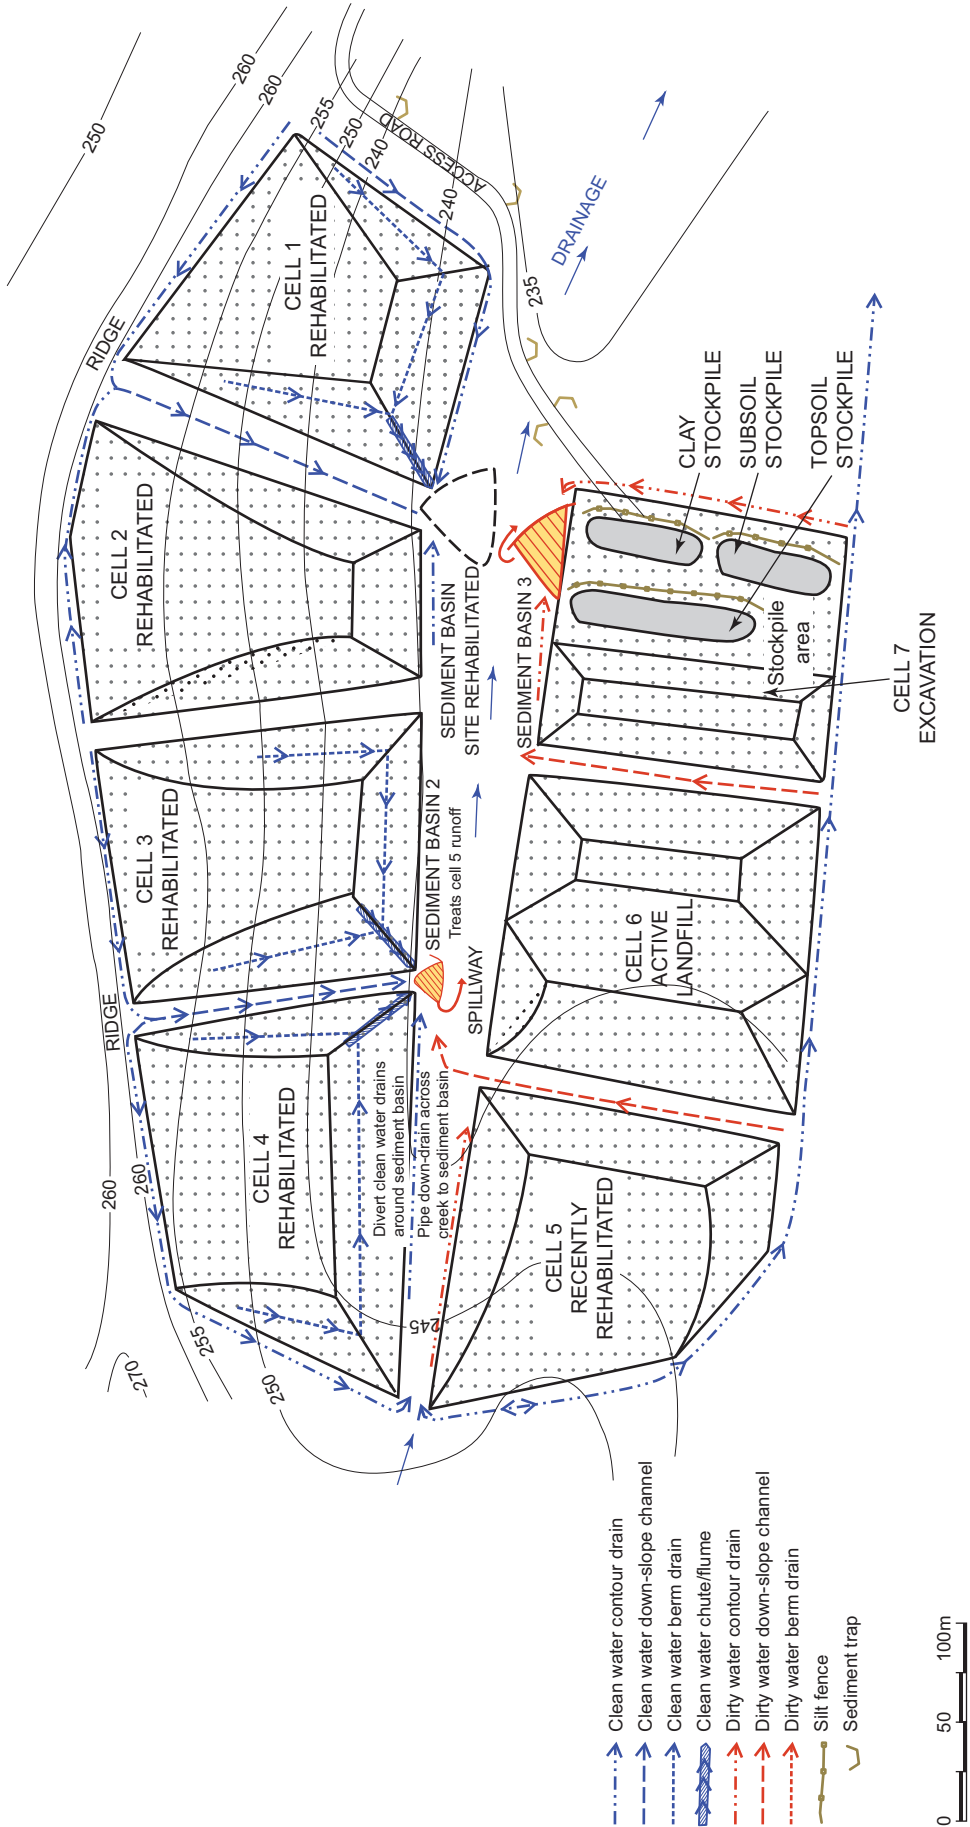 250
260
260
255
250
240
240
ACCESS ROAD
RIDGE
CELL 1
REHABILITATED
235
DRAINAGE
CELL 2
REHABILITATED
SEDIMENT BASIN
SITE REHABILITATED
SEDIMENT BASIN 3
CLAY
STOCKPILE
SUBSOIL
STOCKPILE
TOPSOIL
STOCKPILE
Stockpile
area
CELL 7
EXCAVATION
CELL 3
REHABILITATED
SEDIMENT BASIN 2
Treats cell 5 runoff
SPILLWAY
CELL 6
ACTIVE
LANDFILL
RIDGE
CELL 4
REHABILITATED
Divert clean water drains
around sediment basin
Pipe down-drain across
creek to sediment basin
CELL 5
RECENTLY
REHABILITATED
260
260
270
255
250
245
Clean water contour drain
Clean water down-slope channel
Clean water berm drain
Clean water chute/flume
Dirty water contour drain
Dirty water down-slope channel
Dirty water berm drain
Silt fence
Sediment trap
0 50 100m